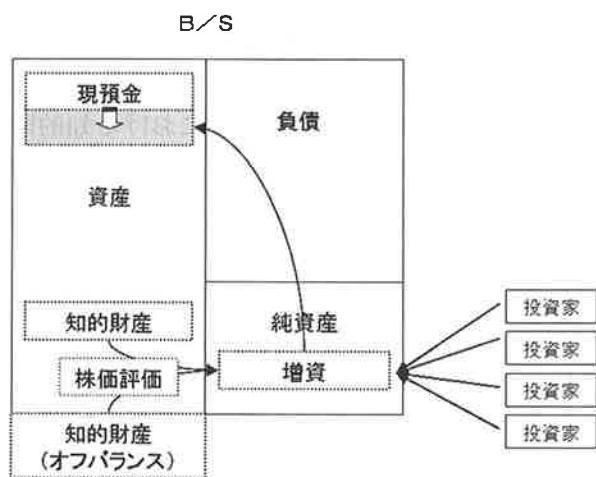 B／S
現預金
負債
資産
知的財産
純資産
株価評価
増資
知的財産
(オフバランス)
投資家
投資家
投資家
投資家